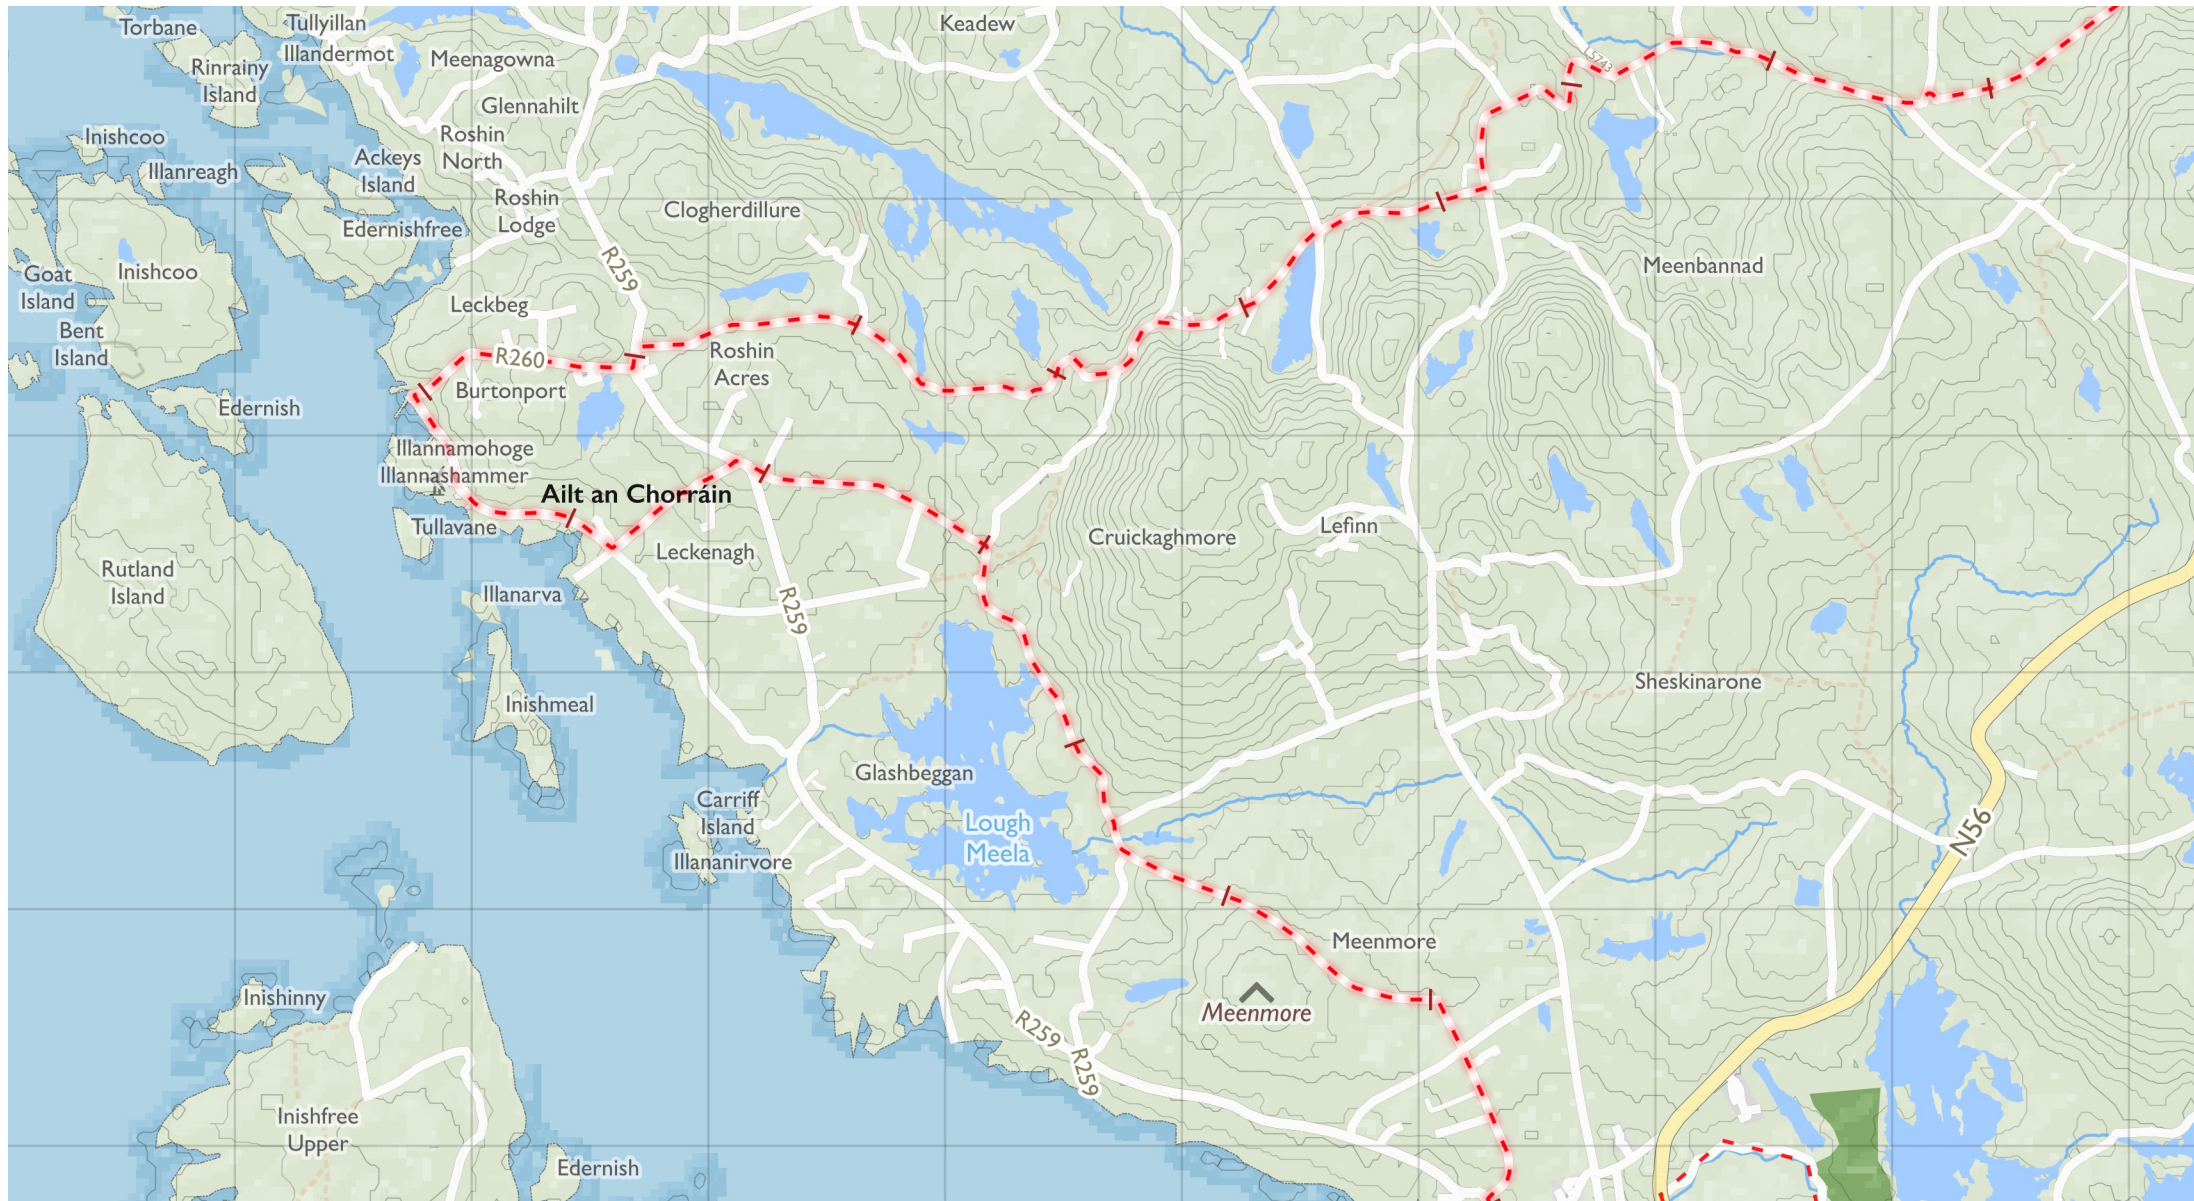 Torbane
Tullyillan
Illandermot
Keadew
Meenagowna
Rinrainy
Island
Glennahilt
L5743
Inishcoo
Roshin
North
Illanreagh
Ackeys
Island
Roshin
Lodge
Clogherdillure
Edernishfree
R259
Goat
Island
Inishcoo
Meenbannad
Leckbeg
Bent
Island
R260
Roshin
Acres
Burtonport
Edernish
Illannamohoge
Illannashammer
Ailt an Chorráin
Tullavane
Leckenagh
Cruickaghmore
Lefinn
Rutland
Island
Illanarva
R259
Inishmeal
Sheskinarone
Glashbeggan
Carriff
Island
Lough
Meela
N56
Illananirvore
Meenmore
Inishinny
Meenmore
R259
R259
Inishfree
Upper
Edernish